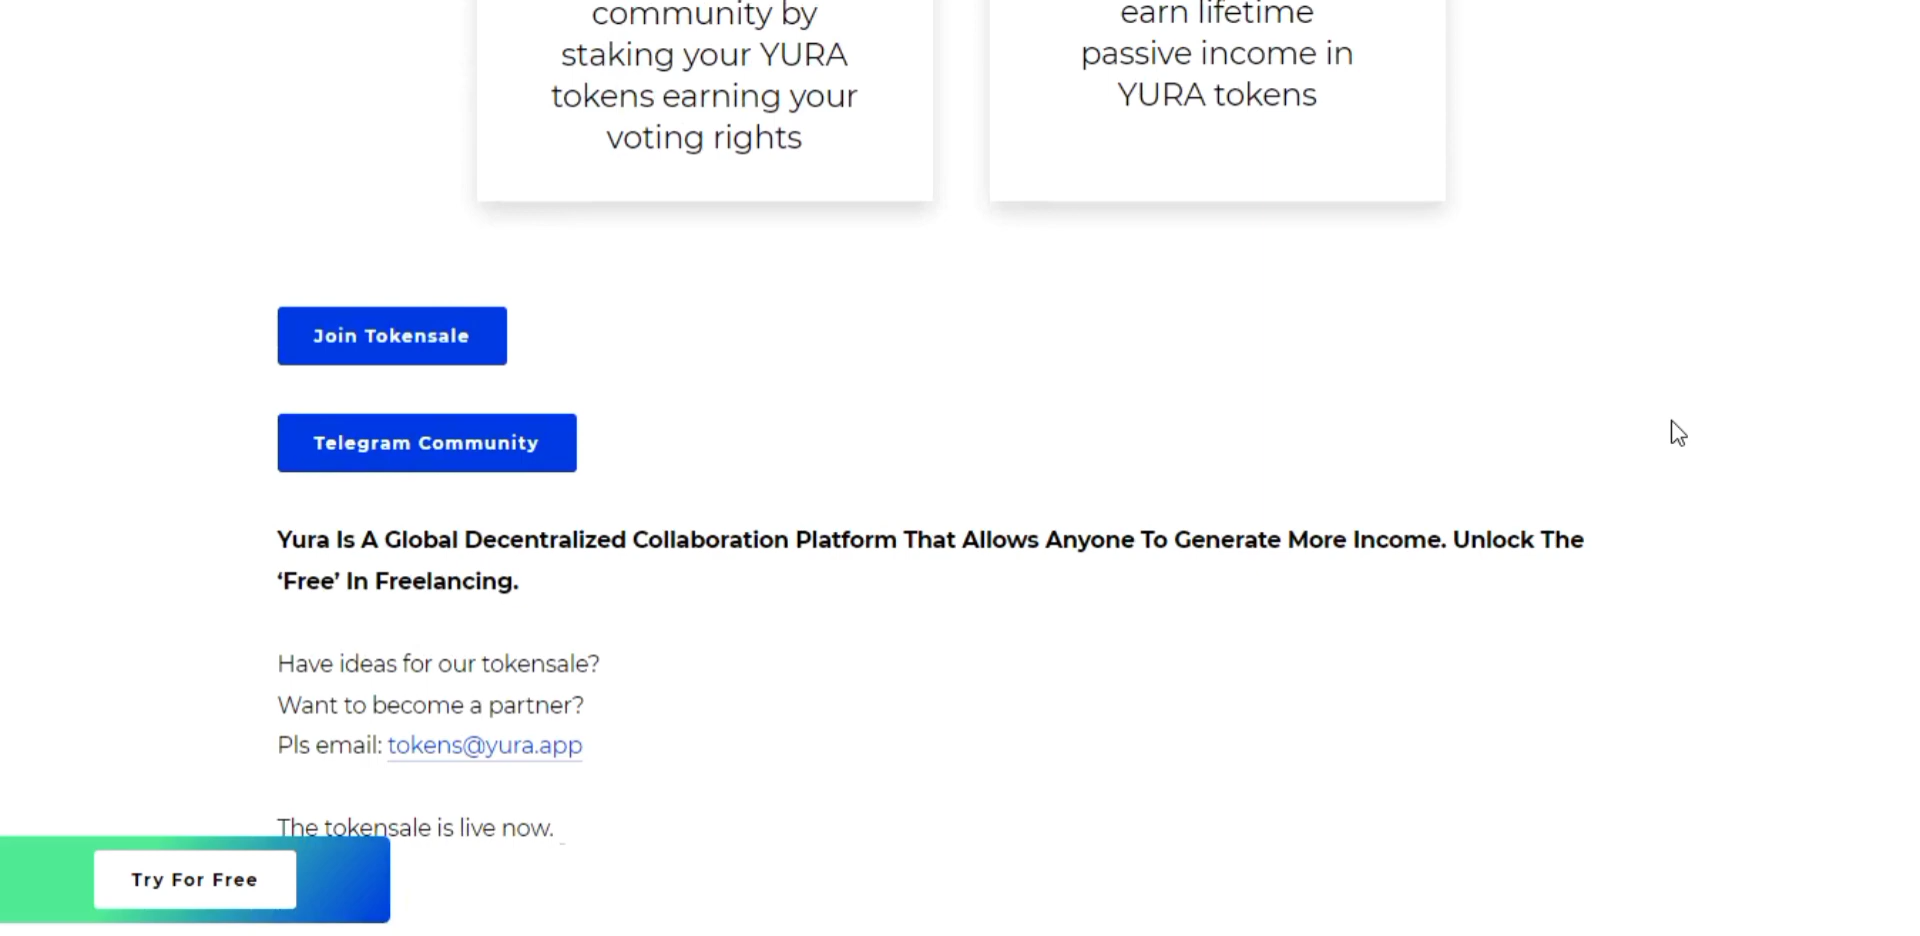 community by
staking your YURA
tokens earning your
voting rights
earn lifetime
passive income in
YURA tokens
Join Tokensale
Telegram Community
Yura Is A Global Decentralized Collaboration Platform That Allows Anyone To Generate More Income. Unlock The
‘Free’ In Freelancing.
Have ideas for our tokensale?
Want to become a partner?
Pls email: tokens@yura.app
The tokensale is live now.
Try For Free